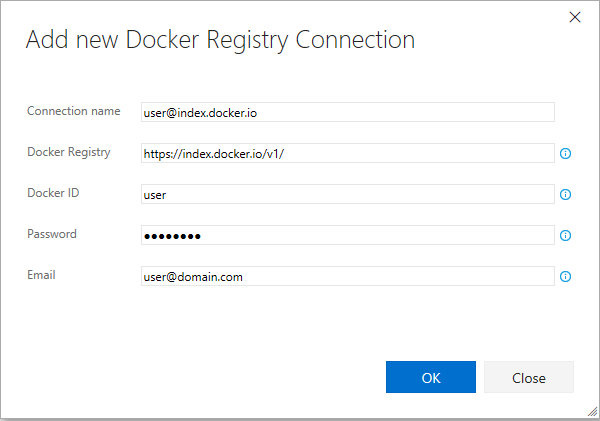 Add new Docker Registry Connection
Connection name user@index.docker.io
Docker Registry https://index.docker.io/v1/
Docker ID user
Password ●●●●●●●●
Email user@domain.com
OK Close